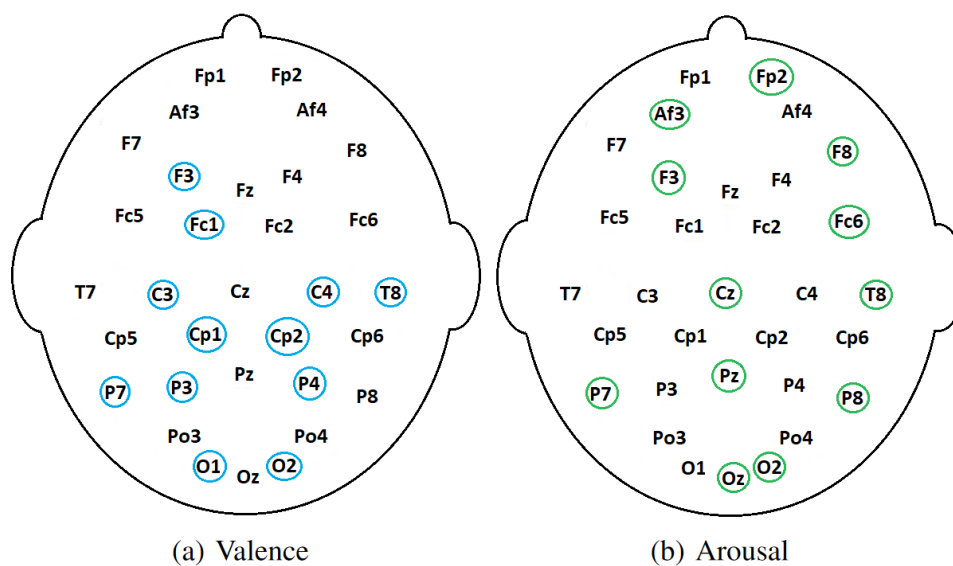 Fp1 Fp2
Af3 Af4
F7 F8
F3 Fz F4
Fc5 Fc1 Fc2 Fc6
T7 C3 Cz C4 T8
Cp5 Cp1 Cp2 Cp6
P7 P3 Pz P4 P8
Po3 Po4
O1 Oz O2
(a) Valence
Fp1 Fp2
Af3 Af4
F7 F8
F3 Fz F4
Fc5 Fc1 Fc2 Fc6
T7 C3 Cz C4 T8
Cp5 Cp1 Cp2 Cp6
P7 P3 Pz P4 P8
Po3 Po4
O1 Oz O2
(b) Arousal